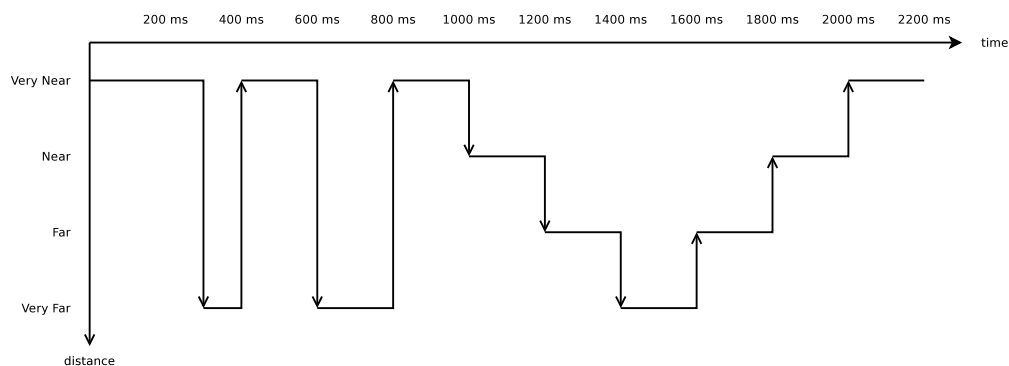 200 ms 400 ms 600 ms 800 ms 1000 ms 1200 ms 1400 ms 1600 ms 1800 ms 2000 ms 2200 ms
time
Very Near
Near
Far
Very Far
distance